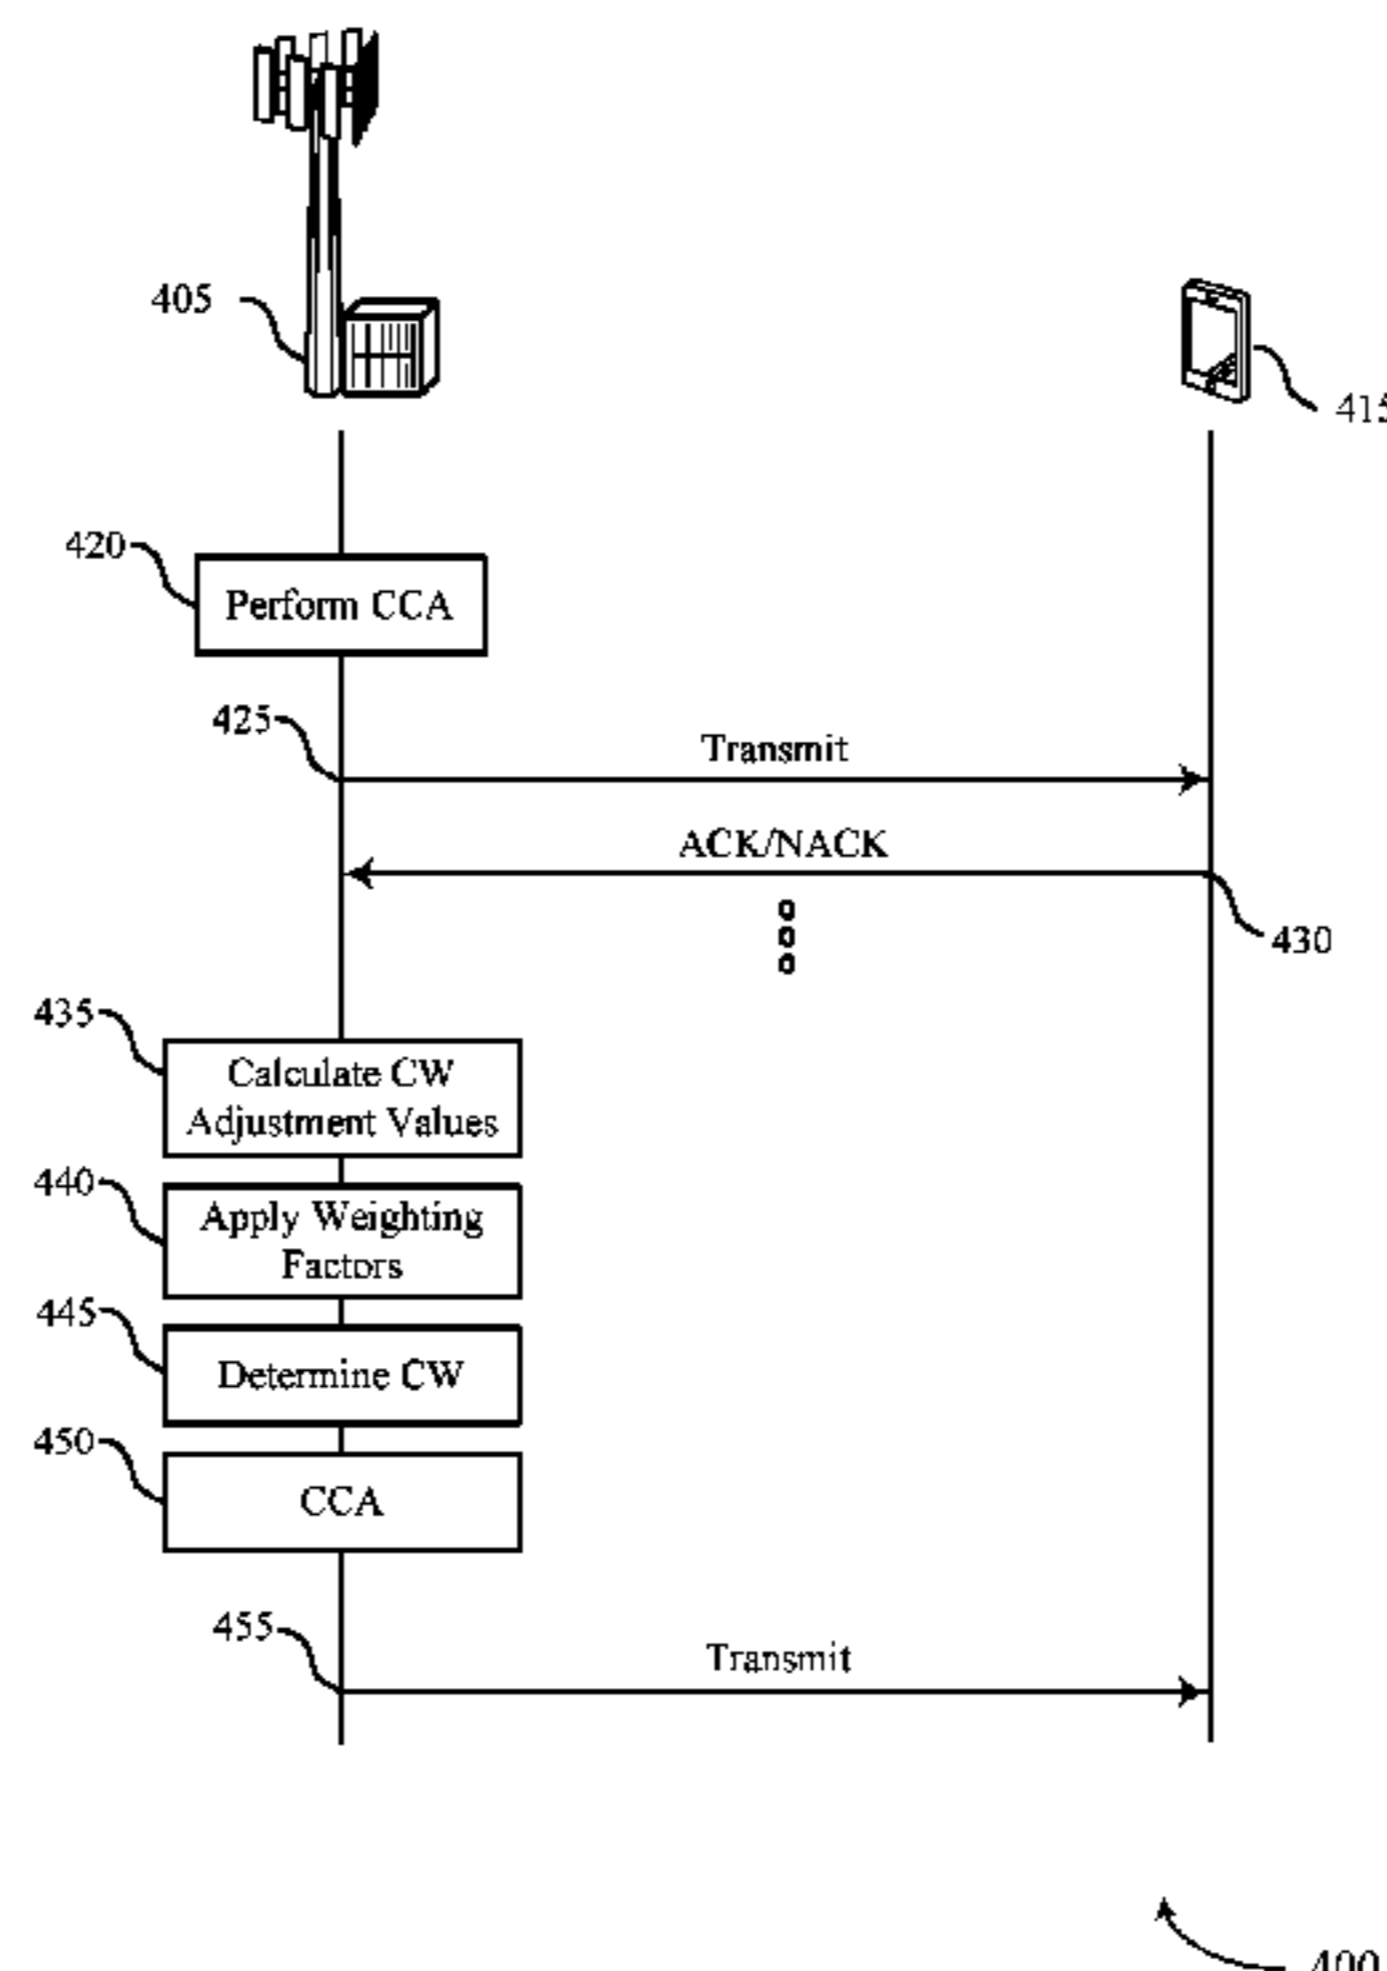 405
415
420
Perform CCA
425
Transmit
ACK/NACK
430
435
Calculate CW
Adjustment Values
440
Apply Weighting
Factors
445
Determine CW
450
CCA
455
Transmit
400